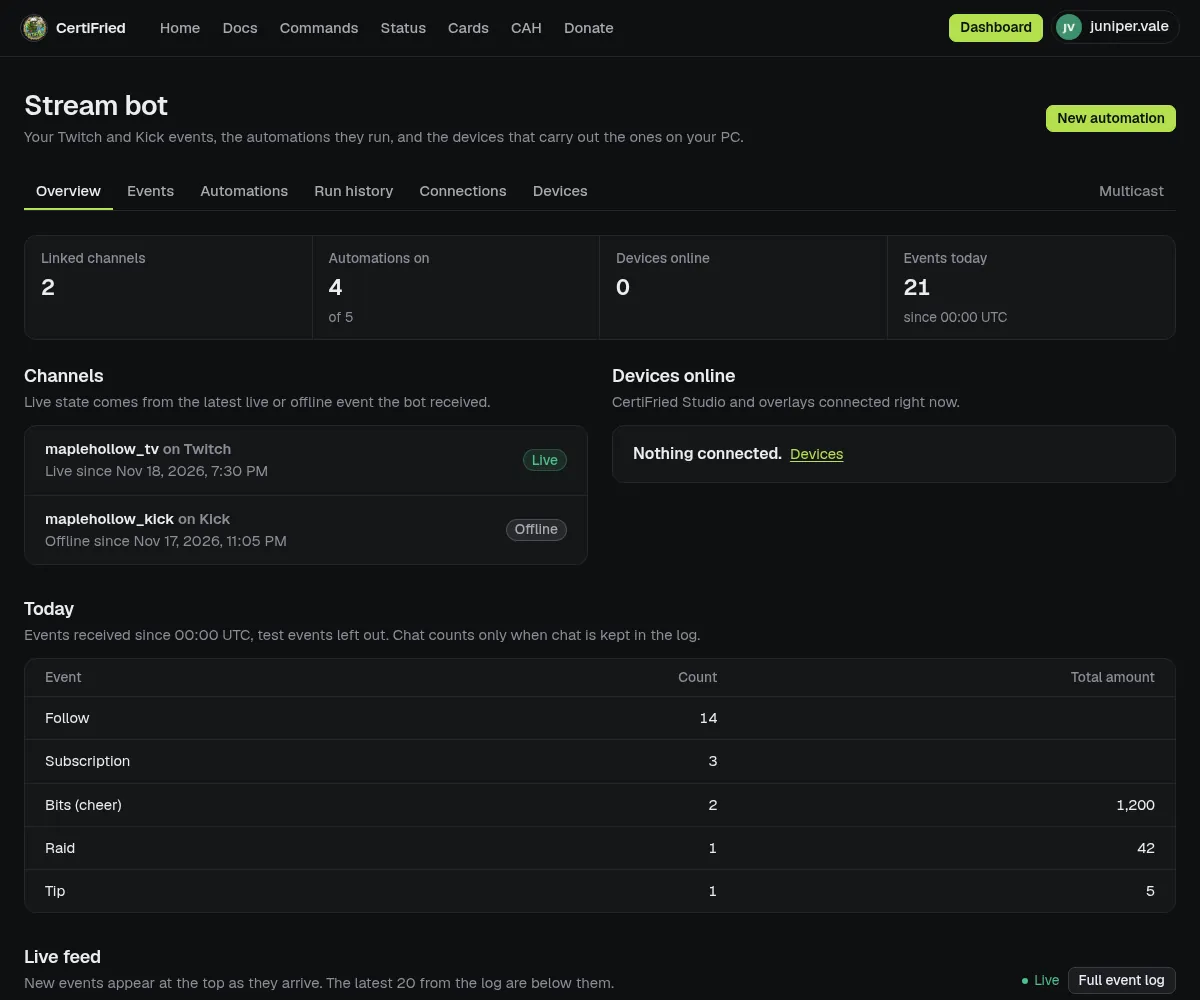 CertiFried Home Docs Commands Status Cards CAH Donate Dashboard JV juniper.vale
Stream bot
Your Twitch and Kick events, the automations they run, and the devices that carry out the ones on your PC.
New automation
Overview Events Automations Run history Connections Devices Multicast
Linked channels
2
Automations on
4
of 5
Devices online
0
Events today
21
since 00:00 UTC
Channels
Live state comes from the latest live or offline event the bot received.
maplehollow_tv on Twitch
Live since Nov 18, 2026, 7:30 PM
Live
maplehollow_kick on Kick
Offline since Nov 17, 2026, 11:05 PM
Offline
Devices online
CertiFried Studio and overlays connected right now.
Nothing connected. Devices
Today
Events received since 00:00 UTC, test events left out. Chat counts only when chat is kept in the log.
Event Count Total amount
Follow 14
Subscription 3
Bits (cheer) 2 1,200
Raid 1 42
Tip 1 5
Live feed
New events appear at the top as they arrive. The latest 20 from the log are below them.
Live Full event log